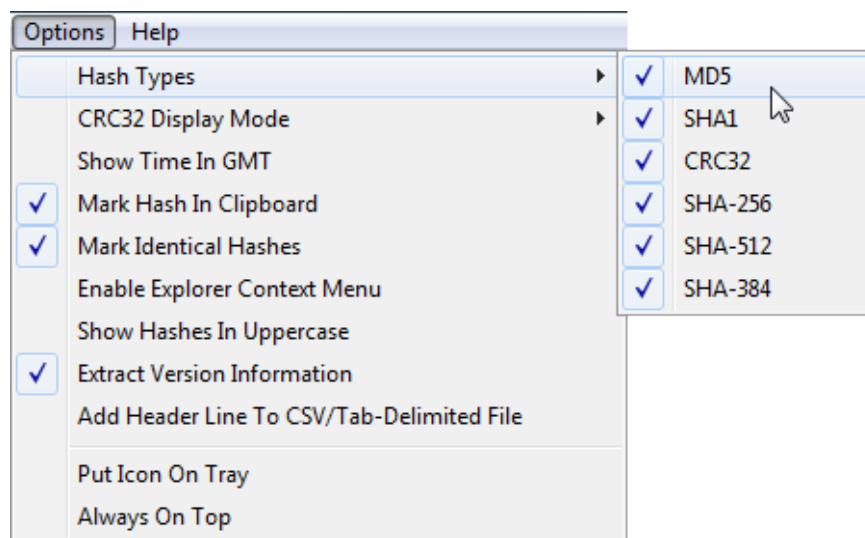 Options Help
Hash Types
CRC32 Display Mode
Show Time In GMT
Mark Hash In Clipboard
Mark Identical Hashes
Enable Explorer Context Menu
Show Hashes In Uppercase
Extract Version Information
Add Header Line To CSV/Tab-Delimited File
Put Icon On Tray
Always On Top
MD5
SHA1
CRC32
SHA-256
SHA-512
SHA-384